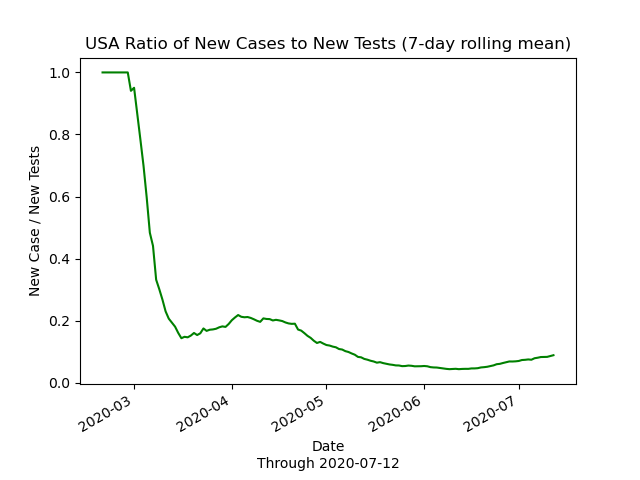 USA Ratio of New Cases to New Tests (7-day rolling mean)
New Case / New Tests
1.0
0.8
0.6
0.4
0.2
0.0
2020-03
2020-04
2020-05
2020-06
2020-07
Date
Through 2020-07-12